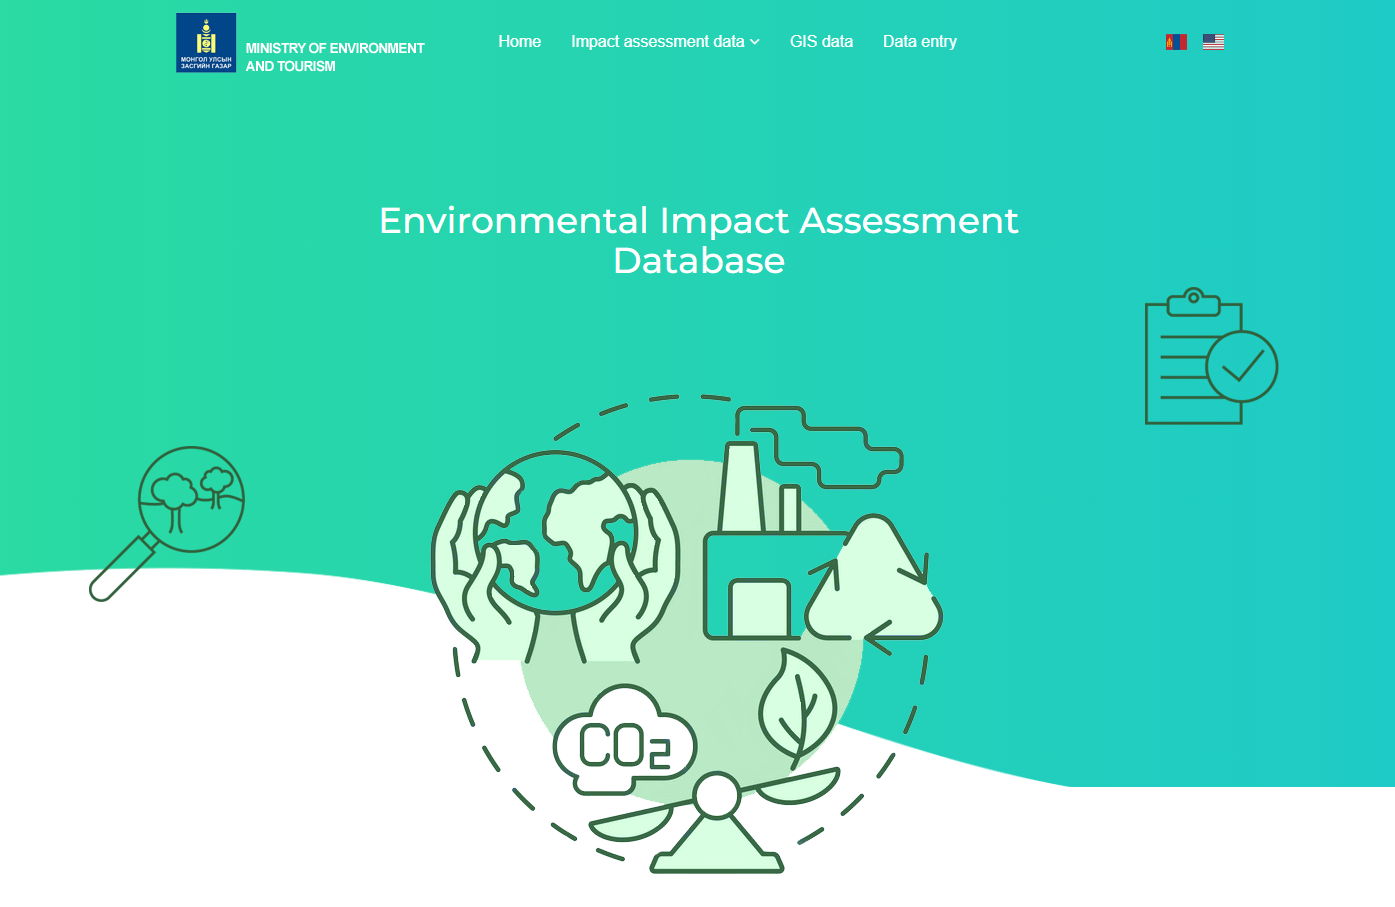 МОНГОЛ УЛСЫН
ЗАСГИЙН ГАЗАР
MINISTRY OF ENVIRONMENT
AND TOURISM
Home
Impact assessment data
GIS data
Data entry
Environmental Impact Assessment
Database
CO2